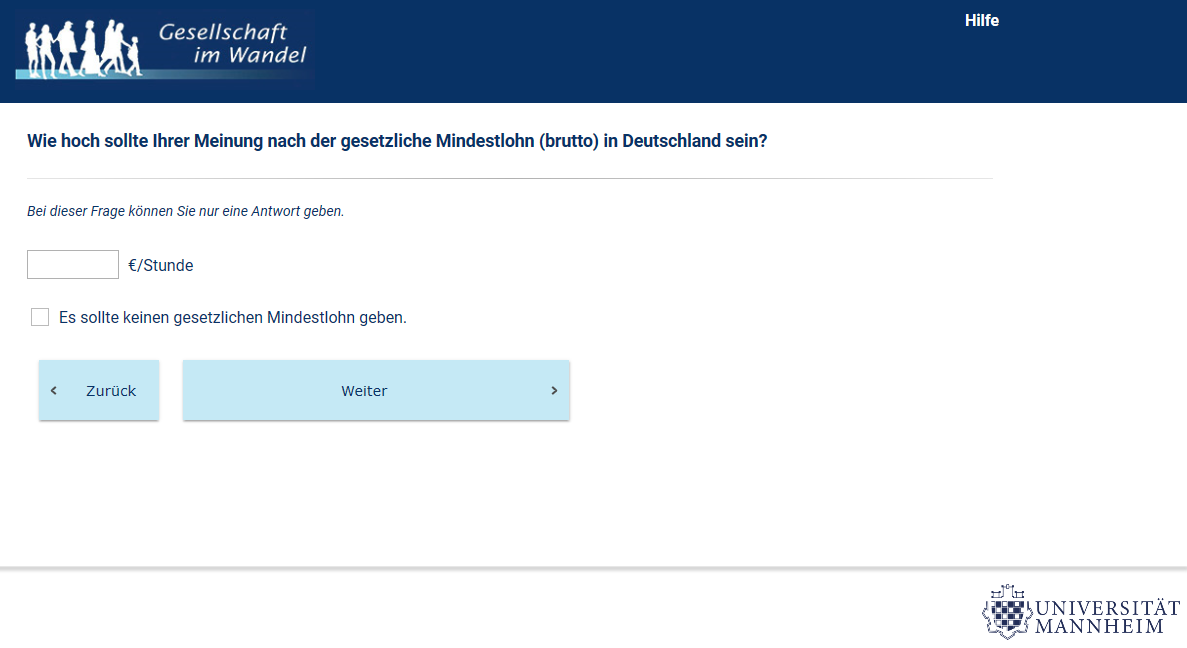 Gesellschaft
im Wandel
Hilfe
Wie hoch sollte Ihrer Meinung nach der gesetzliche Mindestlohn (brutto) in Deutschland sein?
Bei dieser Frage können Sie nur eine Antwort geben.
€/Stunde
Es sollte keinen gesetzlichen Mindestlohn geben.
Zurück
Weiter
UNIVERSITÄT
MANNHEIM